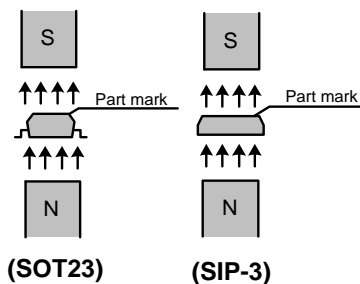 S
S
Part mark
Part mark
N
N
(SOT23)
(SIP-3)